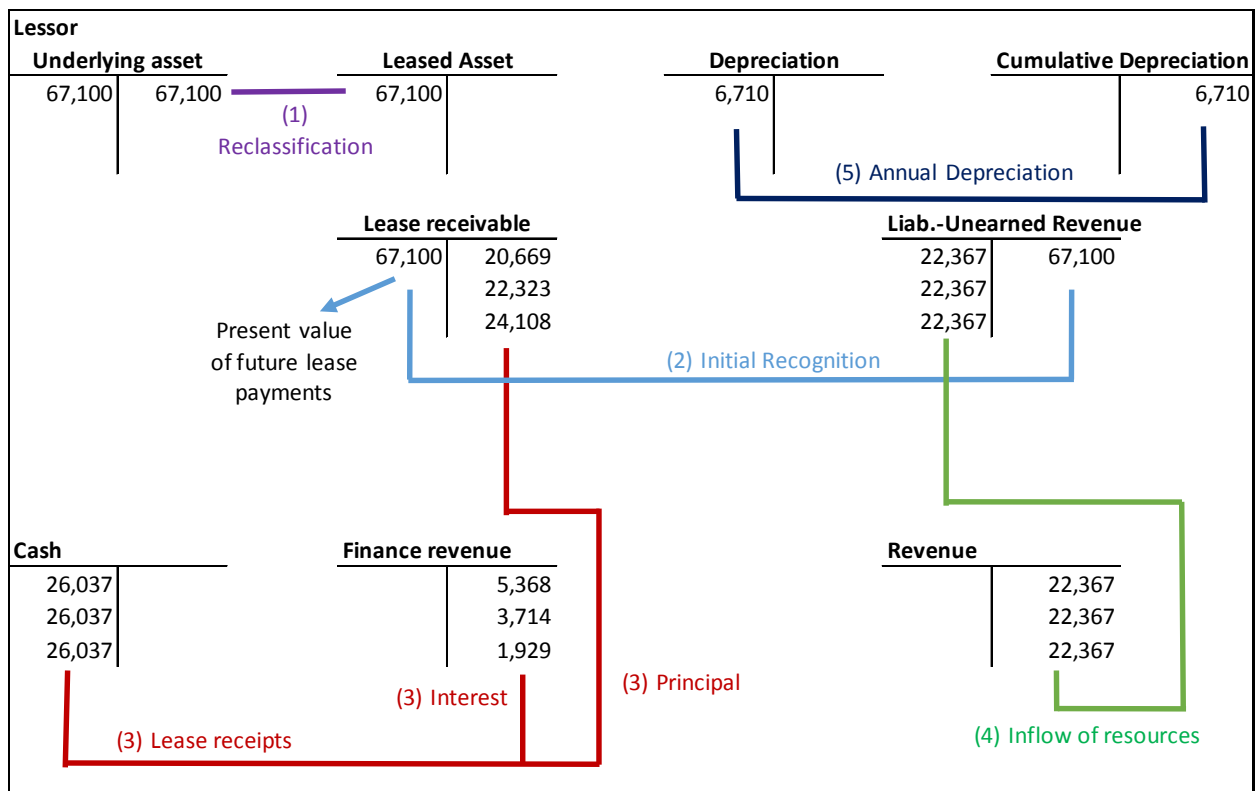 Lessor
Underlying asset Leased Asset Depreciation Cumulative Depreciation
67,100 67,100 67,100 6,710 6,710
(1)
Reclassification
(5) Annual Depreciation
Lease receivable Liab.-Unearned Revenue
67,100 20,669 22,367 67,100
22,323 22,367
24,108 22,367
Present value
of future lease
payments
(2) Initial Recognition
Cash Finance revenue Revenue
26,037 5,368 22,367
26,037 3,714 22,367
26,037 1,929 22,367
(3) Interest (3) Principal
(3) Lease receipts (4) Inflow of resources